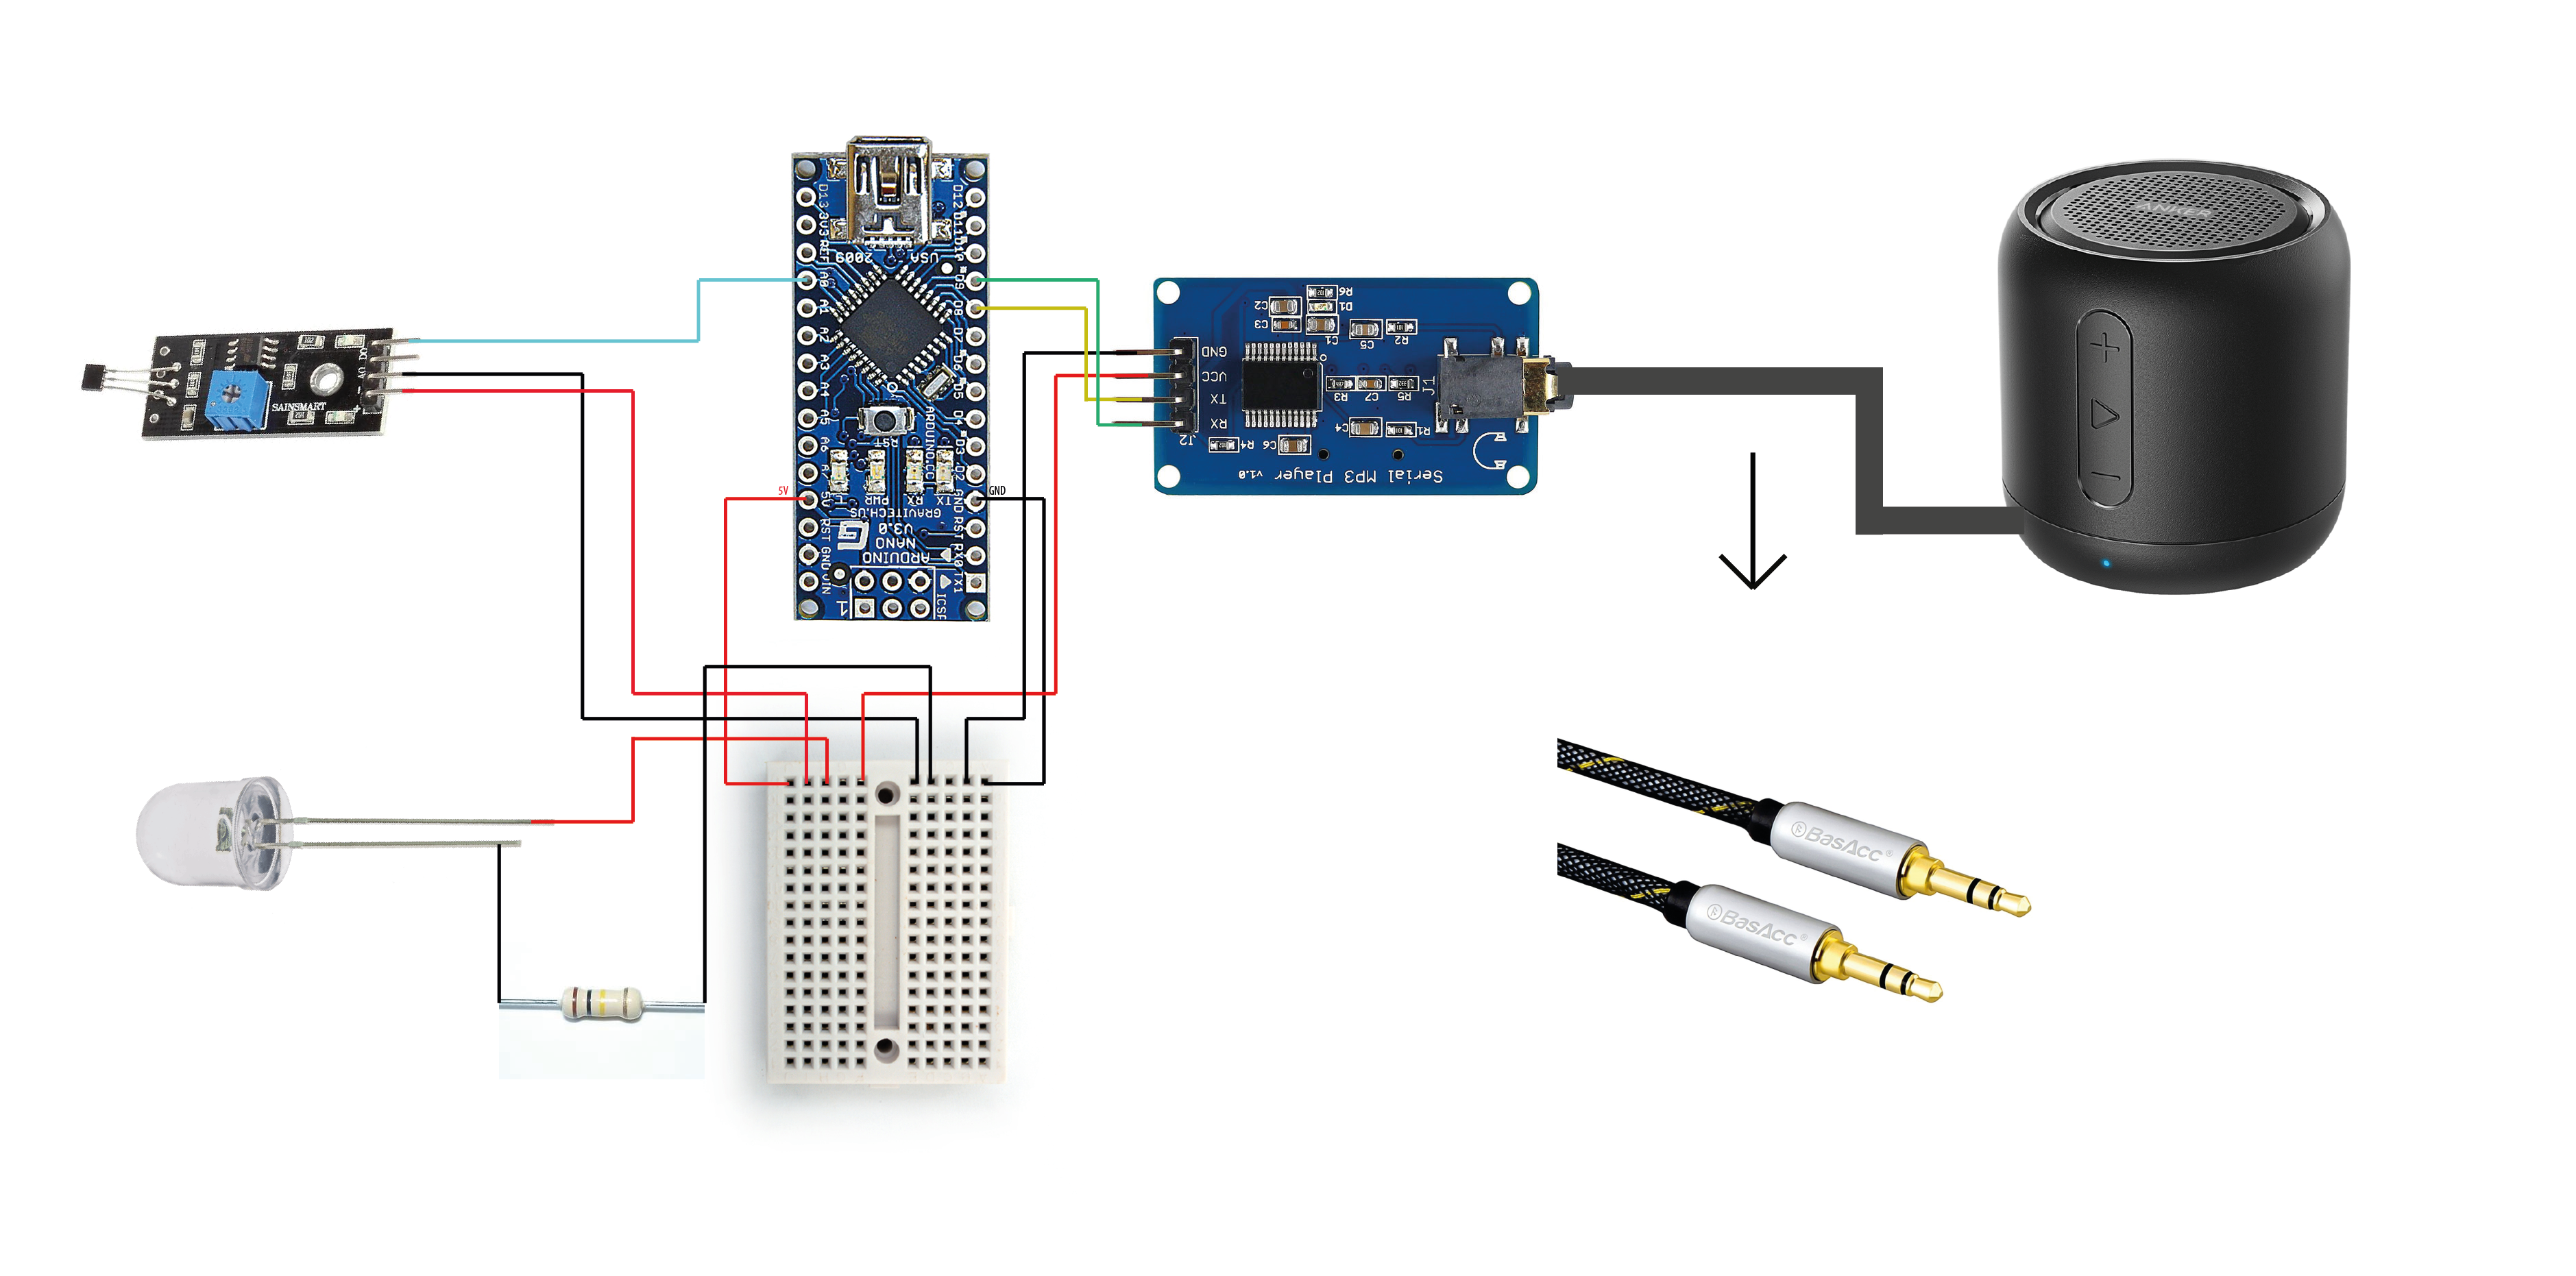 SAINSMART
DO
5V
GND
2009
USA
D13
3V3
REF
A0
A1
A2
A3
A4
A5
A6
A7
5V
RST
GND
VIN
D12
D11
D10
D9
D8
D7
D6
D5
D4
D3
D2
GND
RST
RX0
TX1
RST
ARDUINO.CC
L
PWR
RX
TX
GRAVITECH.US
V3.0
NANO
ARDUINO
ICSP
1
GND
VCC
TX
RX
J2
R6
C2
D1
C3
C1
C5
R2
R3
C7
R5
C4
R1
R4
C6
J1
Serial MP3 Player v1.0
ANKER
BasAcc®
BasAcc®